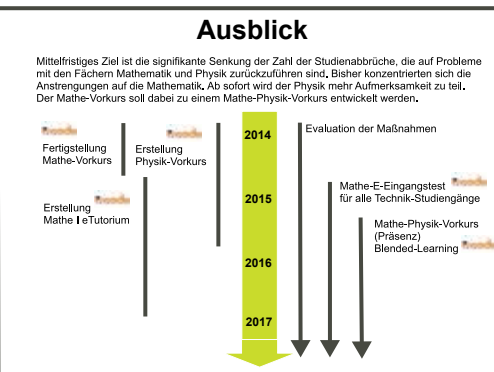 Ausblick
Mittelfristiges Ziel ist die signifikante Senkung der Zahl der Studienabbrüche, die auf Probleme
mit den Fächern Mathematik und Physik zurückzuführen sind. Bisher konzentrierten sich die
Anstrengungen auf die Mathematik. Ab sofort wird der Physik mehr Aufmerksamkeit zu teil.
Der Mathe-Vorkurs soll dabei zu einem Mathe-Physik-Vorkurs entwickelt werden.
Fertigstellung
Mathe-Vorkurs
Erstellung
Physik-Vorkurs
2014
Evaluation der Maßnahmen
Erstellung
Mathe I eTutorium
2015
Mathe-E-Eingangstest
für alle Technik-Studiengänge
Mathe-Physik-Vorkurs
(Präsenz)
Blended-Learning
2016
2017